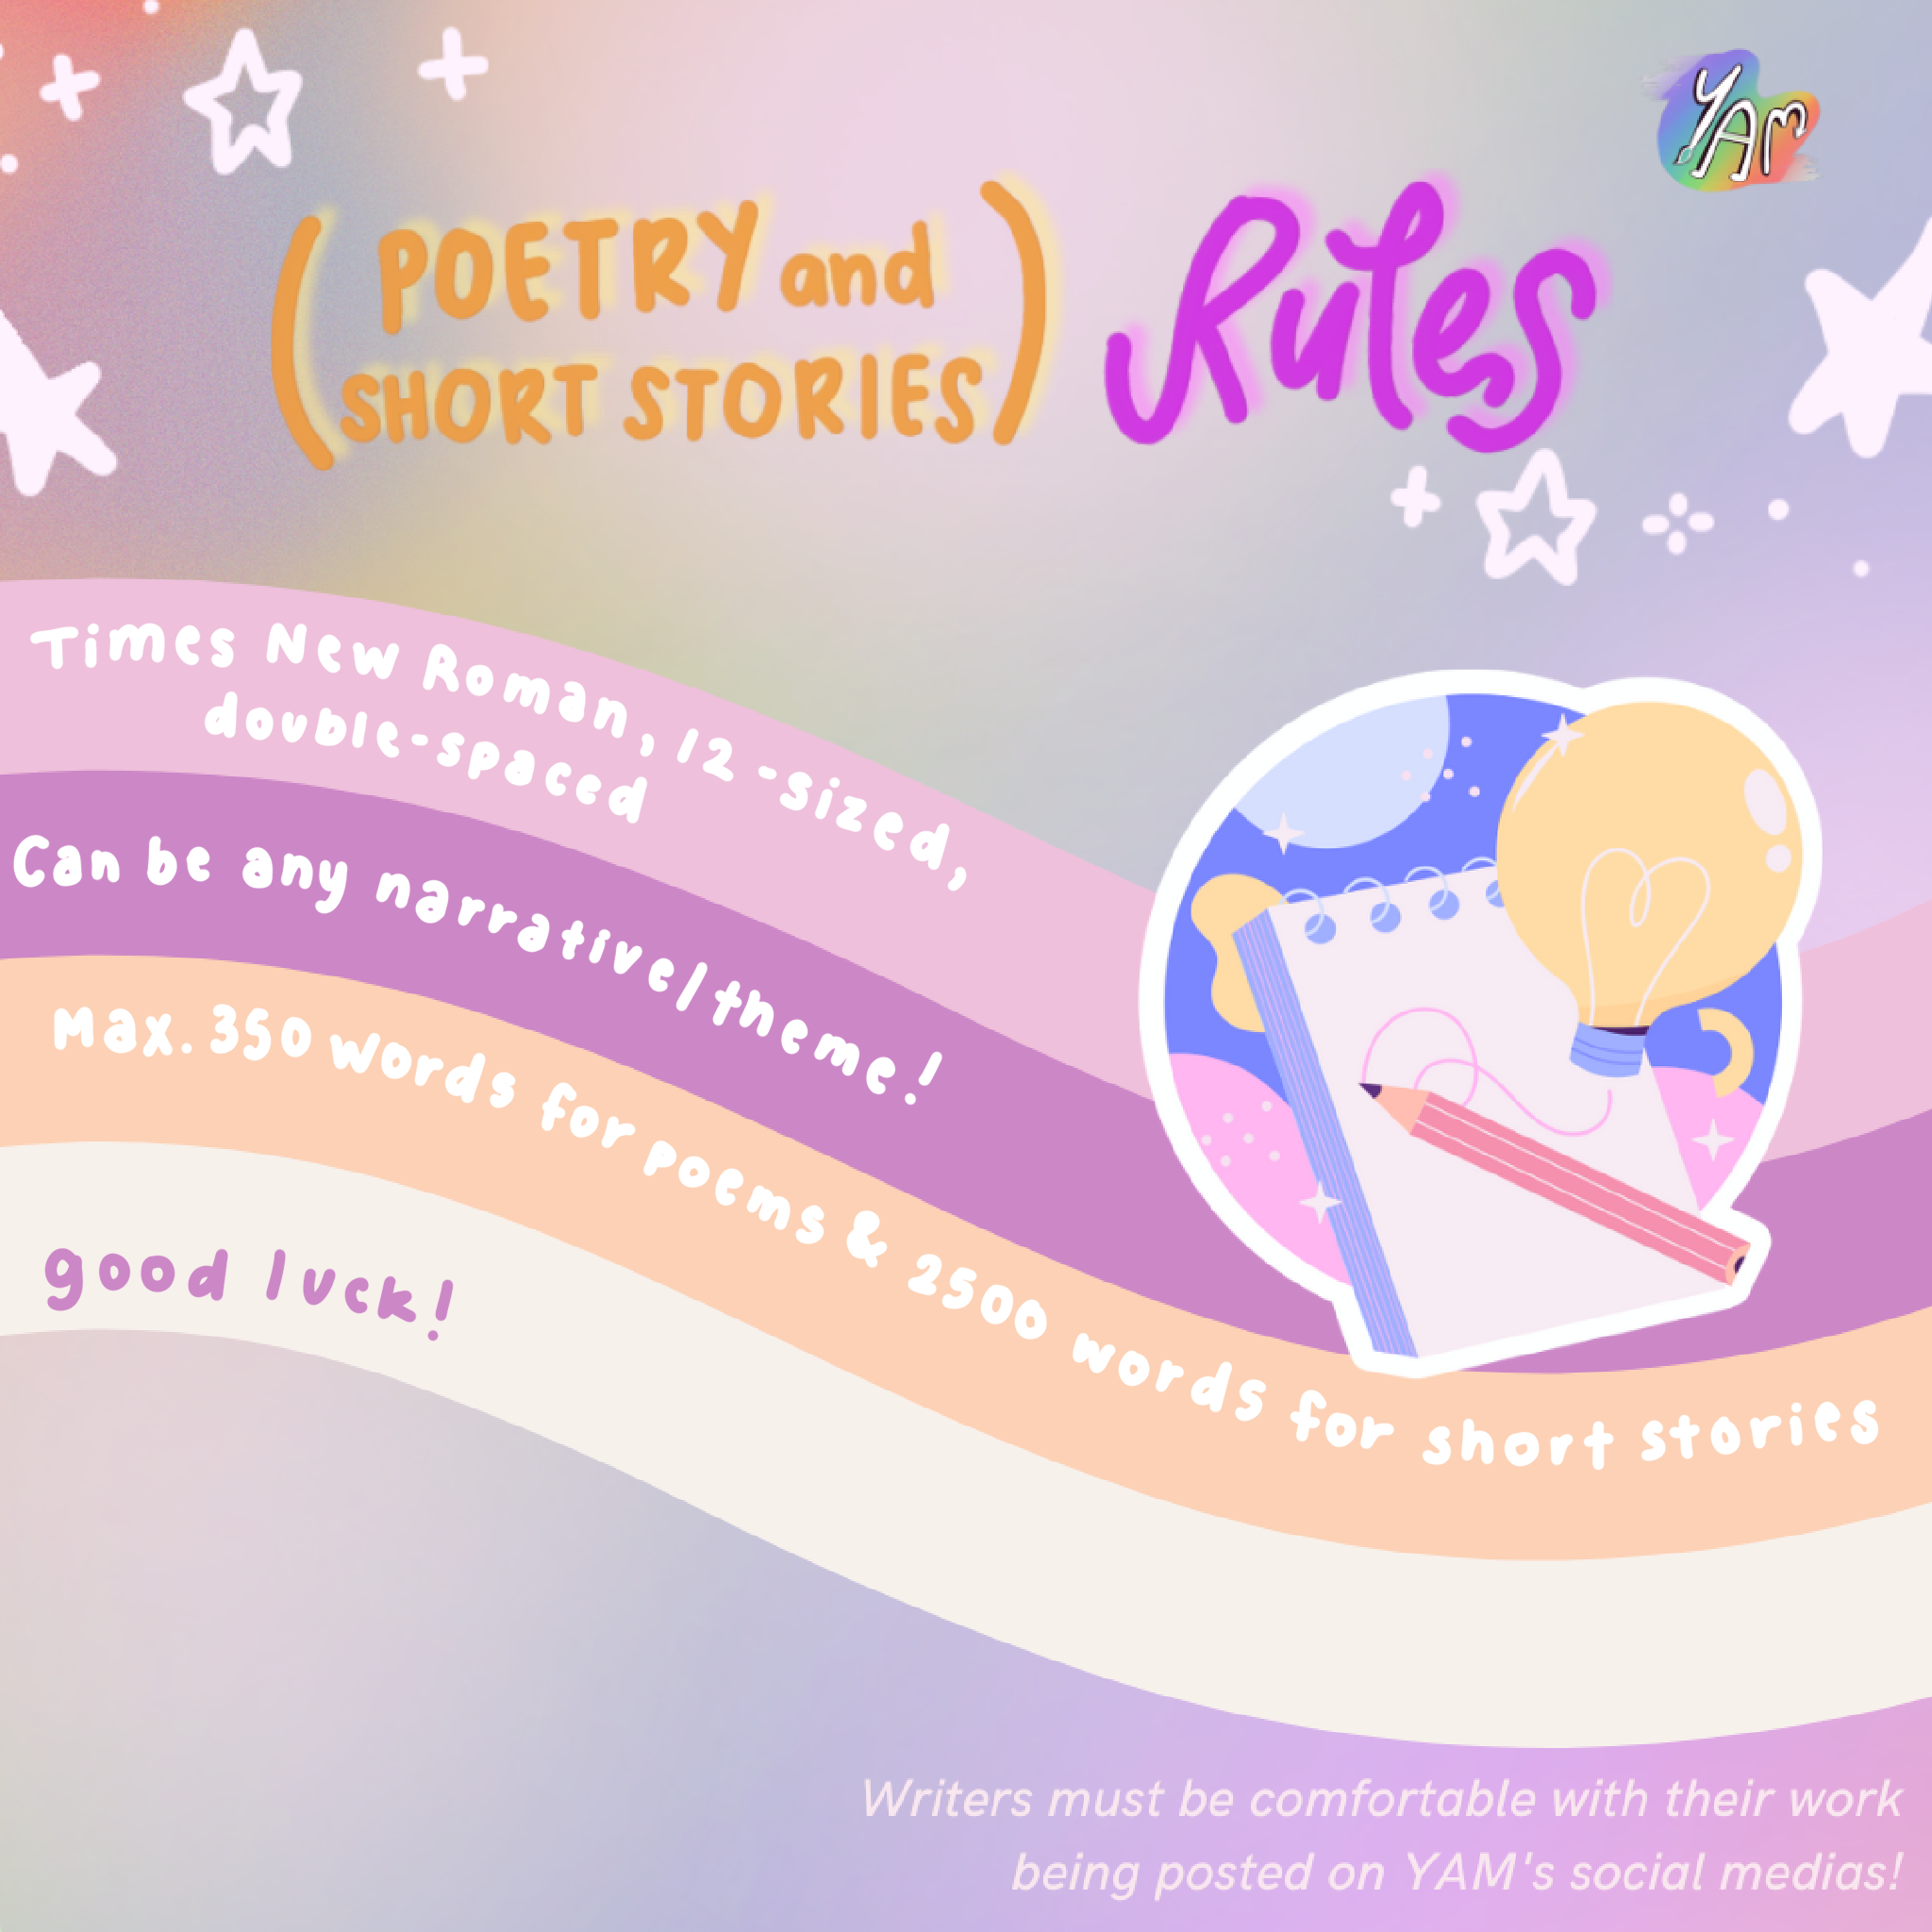 YAM
(POETRY and
SHORT STORIES) Rules
Times New Roman, 12-sized,
double-spaced
Can be any narrative/theme!
Max. 350 words for poems & 2500 words for short stories
good luck!
Writers must be comfortable with their work
being posted on YAM's social medias!